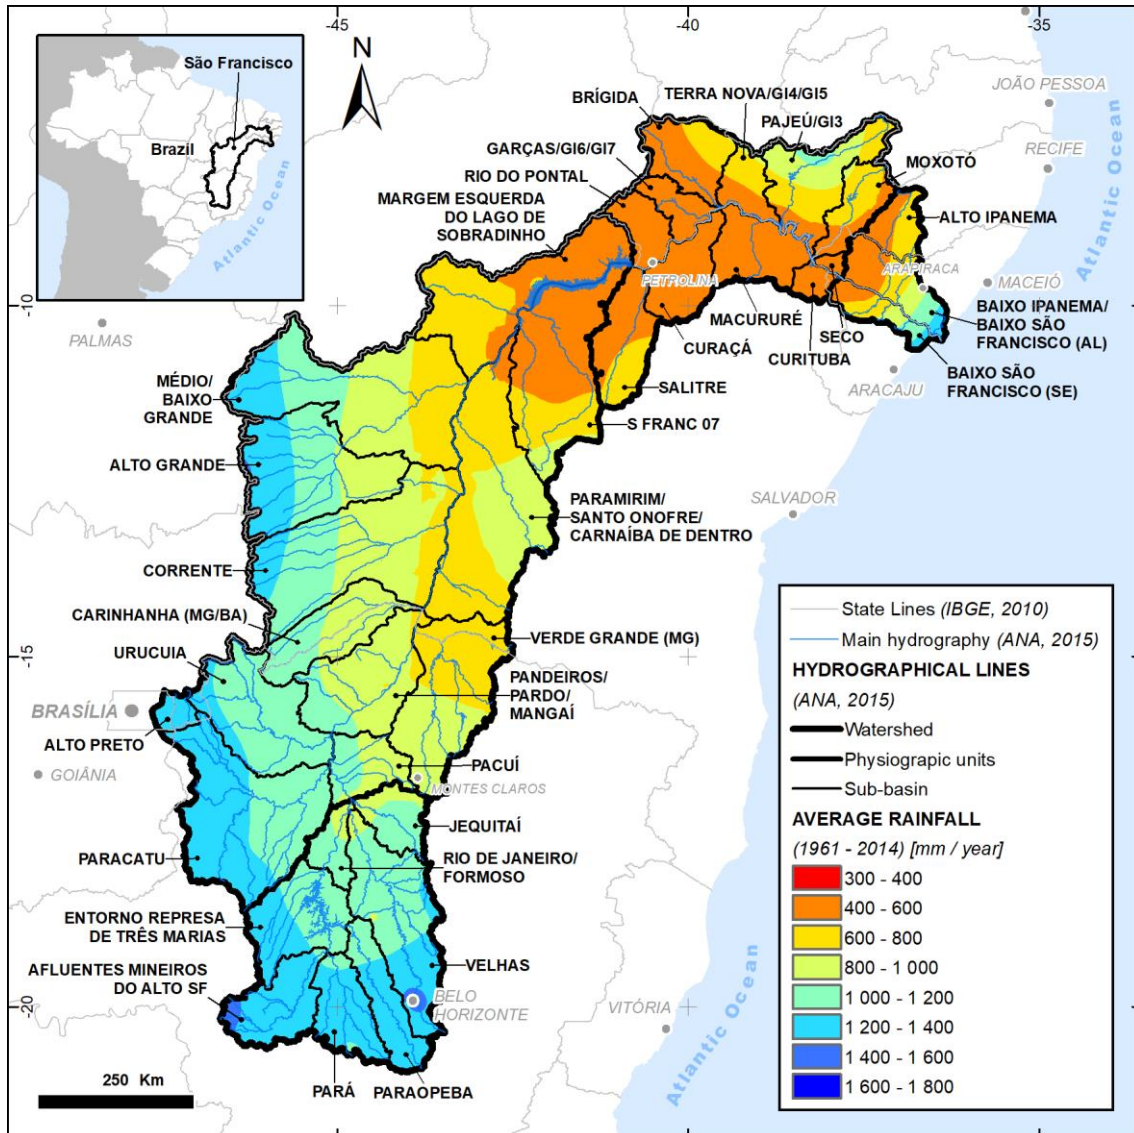 -45
-40
-35
São Francisco
Brazil
Atlantic Ocean
N
BRÍGIDA
TERRA NOVA/GI4/GI5
PAJEÚ/GI3
GARÇAS/GI6/GI7
RIO DO PONTAL
MARGEM ESQUERDA
DO LAGO DE
SOBRADINHO
JOÃO PESSOA
RECIFE
Atlantic Ocean
MOXOTÓ
ALTO IPANEMA
PETROLINA
ARAPIRACA
MACEIÓ
-10
PALMAS
MACURURÉ
CURAÇÁ
SECO
CURITUBA
BAIXO IPANEMA/
BAIXO SÃO
FRANCISCO (AL)
BAIXO SÃO
FRANCISCO (SE)
ARACAJU
SALITRE
S FRANC 07
MÉDIO/
BAIXO
GRANDE
ALTO GRANDE
PARAMIRIM/
SANTO ONOFRE/
CARNAÍBA DE DENTRO
SALVADOR
CORRENTE
CARINHANHA (MG/BA)
URUCUIA
-15
VERDE GRANDE (MG)
PANDEIROS/
PARDO/
MANGAÍ
BRASÍLIA
ALTO PRETO
GOIÂNIA
PACUÍ
MONTES CLAROS
JEQUITAÍ
PARACATU
RIO DE JANEIRO/
FORMOSO
ENTORNO REPRESA
DE TRÊS MARIAS
AFLUENTES MINEIROS
DO ALTO SF
VELHAS
-20
BELO
HORIZONTE
VITÓRIA
Atlantic Ocean
PARÁ
PARAOPEBA
250 Km
State Lines (IBGE, 2010)
Main hydrography (ANA, 2015)
HYDROGRAPHICAL LINES
(ANA, 2015)
Watershed
Physiograpic units
Sub-basin
AVERAGE RAINFALL
(1961 - 2014) [mm / year]
300 - 400
400 - 600
600 - 800
800 - 1 000
1 000 - 1 200
1 200 - 1 400
1 400 - 1 600
1 600 - 1 800